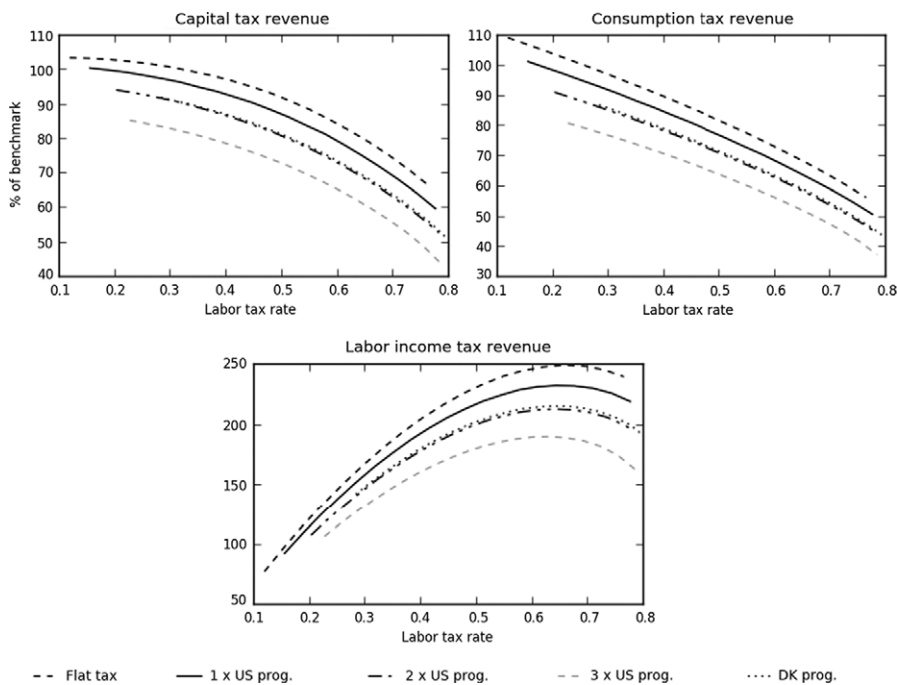 Capital tax revenue
Consumption tax revenue
% of benchmark
110
100
90
80
70
60
50
40
0.1 0.2 0.3 0.4 0.5 0.6 0.7 0.8
Labor tax rate
110
100
90
80
70
60
50
40
30
0.1 0.2 0.3 0.4 0.5 0.6 0.7 0.8
Labor tax rate
Labor income tax revenue
250
200
150
100
50
0.1 0.2 0.3 0.4 0.5 0.6 0.7 0.8
Labor tax rate
Flat tax 1 x US prog. 2 x US prog. 3 x US prog. DK prog.